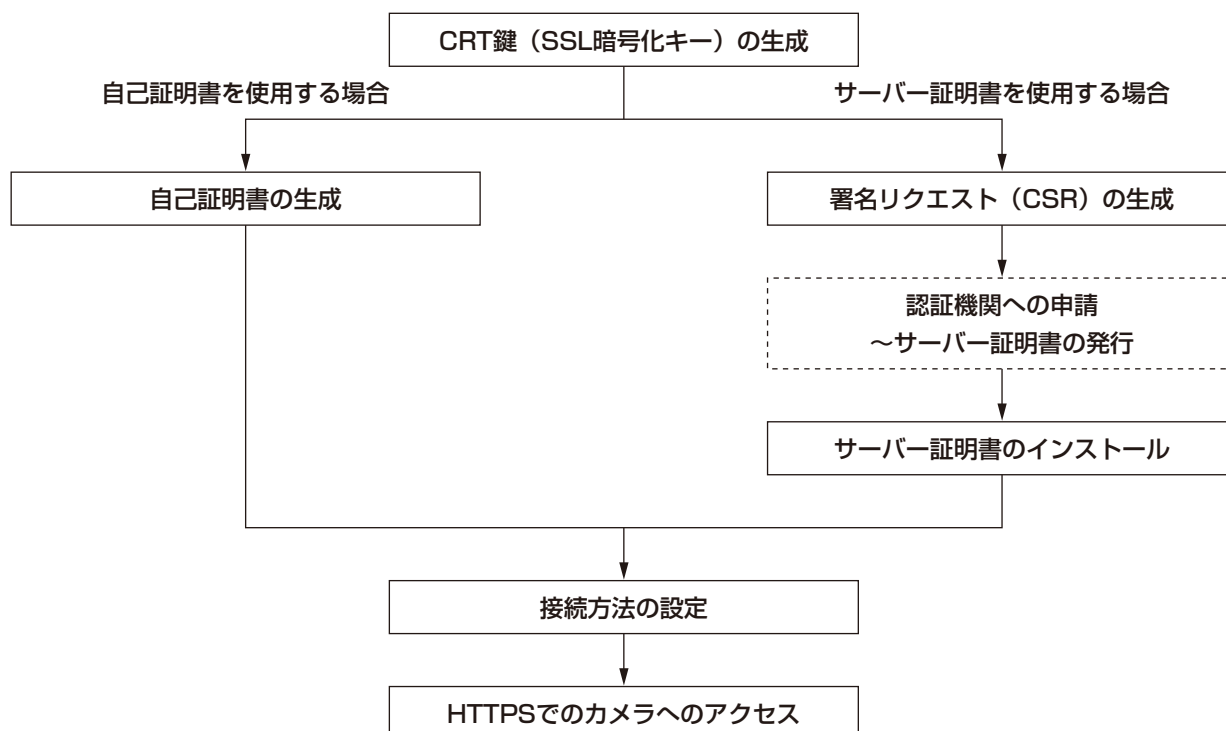 CRT鍵（SSL暗号化キー）の生成
自己証明書を使用する場合
サーバー証明書を使用する場合
自己証明書の生成
署名リクエスト（CSR）の生成
認証機関への申請
～サーバー証明書の発行
サーバー証明書のインストール
接続方法の設定
HTTPSでのカメラへのアクセス